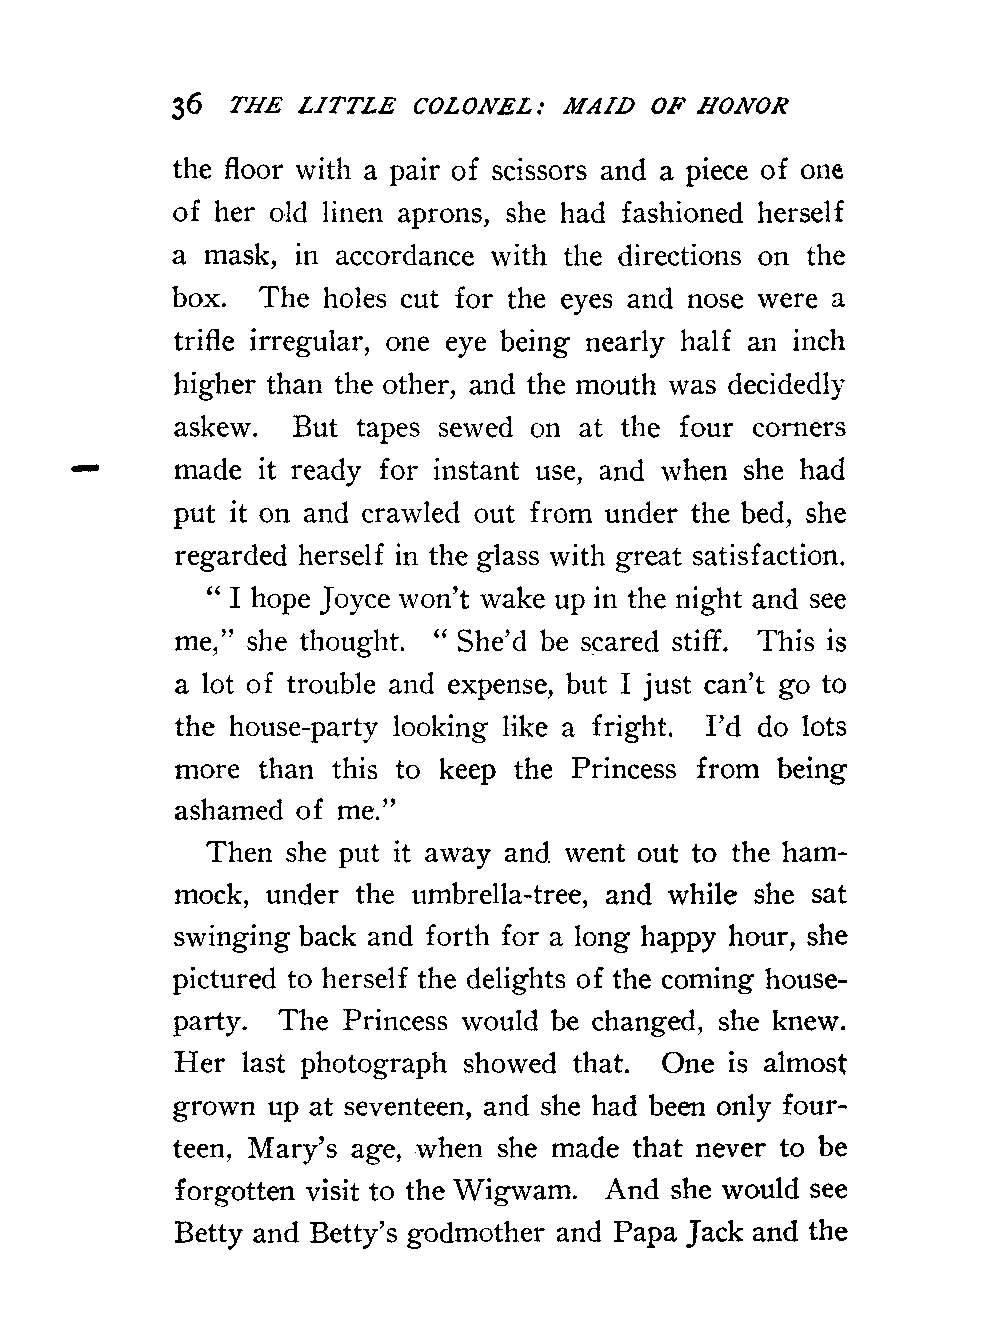 36 THE LITTLE COLONEL: MAID OF HONOR
the floor with a pair of scissors and a piece of one
of her old linen aprons, she had fashioned herself
a mask, in accordance with the directions on the
box. The holes cut for the eyes and nose were a
trifle irregular, one eye being nearly half an inch
higher than the other, and the mouth was decidedly
askew. But tapes sewed on at the four corners
made it ready for instant use, and when she had
put it on and crawled out from under the bed, she
regarded herself in the glass with great satisfaction.
“ I hope Joyce won’t wake up in the night and see
me,” she thought. “ She’d be scared stiff. This is
a lot of trouble and expense, but I just can’t go to
the house-party looking like a fright. I’d do lots
more than this to keep the Princess from being
ashamed of me.”
Then she put it away and went out to the ham-
mock, under the umbrella-tree, and while she sat
swinging back and forth for a long happy hour, she
pictured to herself the delights of the coming house-
party. The Princess would be changed, she knew.
Her last photograph showed that. One is almost
grown up at seventeen, and she had been only four-
teen, Mary’s age, when she made that never to be
forgotten visit to the Wigwam. And she would see
Betty and Betty’s godmother and Papa Jack and the